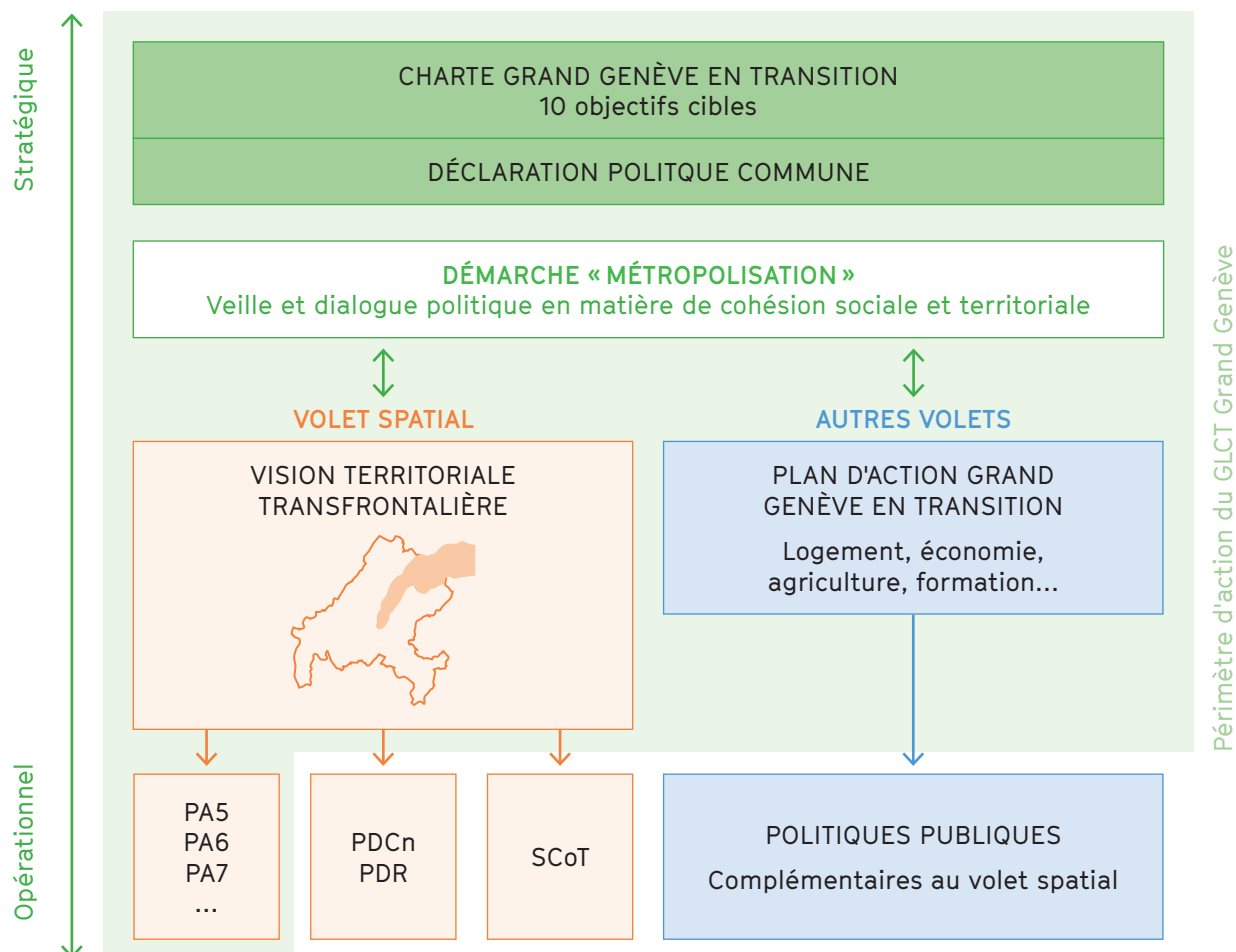 Stratégique
CHARTE GRAND GENÈVE EN TRANSITION
10 objectifs cibles
DÉCLARATION POLITQUE COMMUNE
DÉMARCHE « MÉTROPOLISATION »
Veille et dialogue politique en matière de cohésion sociale et territoriale
Périmètre d'action du GLCT Grand Genève
VOLET SPATIAL
VISION TERRITORIALE
TRANSFRONTALIÈRE
AUTRES VOLETS
PLAN D'ACTION GRAND
GENÈVE EN TRANSITION
Logement, économie,
agriculture, formation...
Opérationnel
PA5
PA6
PA7
...
PDCn
PDR
SCoT
POLITIQUES PUBLIQUES
Complémentaires au volet spatial